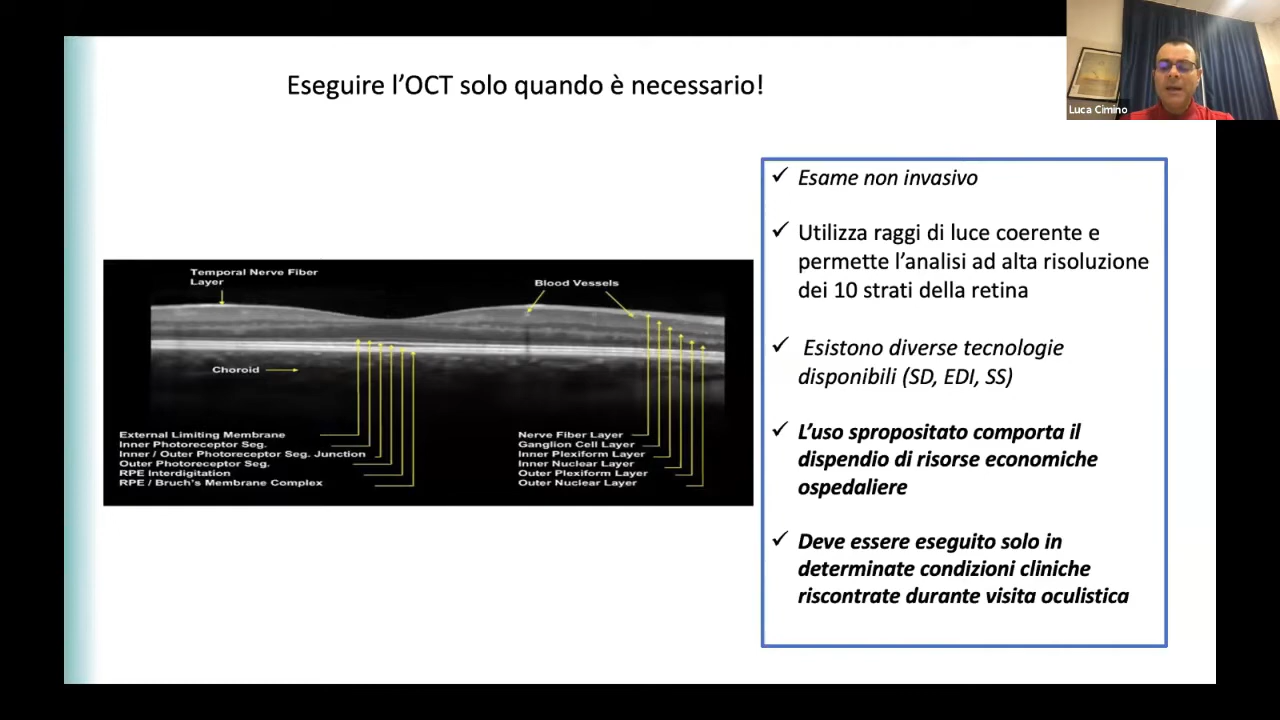 Eseguire l'OCT solo quando è necessario!
Luca Cimino
Temporal Nerve Fiber
Layer
Blood Vessels
Choroid
External Limiting Membrane
Inner Photoreceptor Seg.
Inner / Outer Photoreceptor Seg. Junction
Outer Photoreceptor Seg.
RPE Interdigitation
RPE / Bruch's Membrane Complex
Nerve Fiber Layer
Ganglion Cell Layer
Inner Plexiform Layer
Inner Nuclear Layer
Outer Plexiform Layer
Outer Nuclear Layer
✓ Esame non invasivo
✓ Utilizza raggi di luce coerente e
permette l'analisi ad alta risoluzione
dei 10 strati della retina
✓ Esistono diverse tecnologie
disponibili (SD, EDI, SS)
✓ L'uso spropositato comporta il
dispendio di risorse economiche
ospedaliere
✓ Deve essere eseguito solo in
determinate condizioni cliniche
riscontrate durante visita oculistica